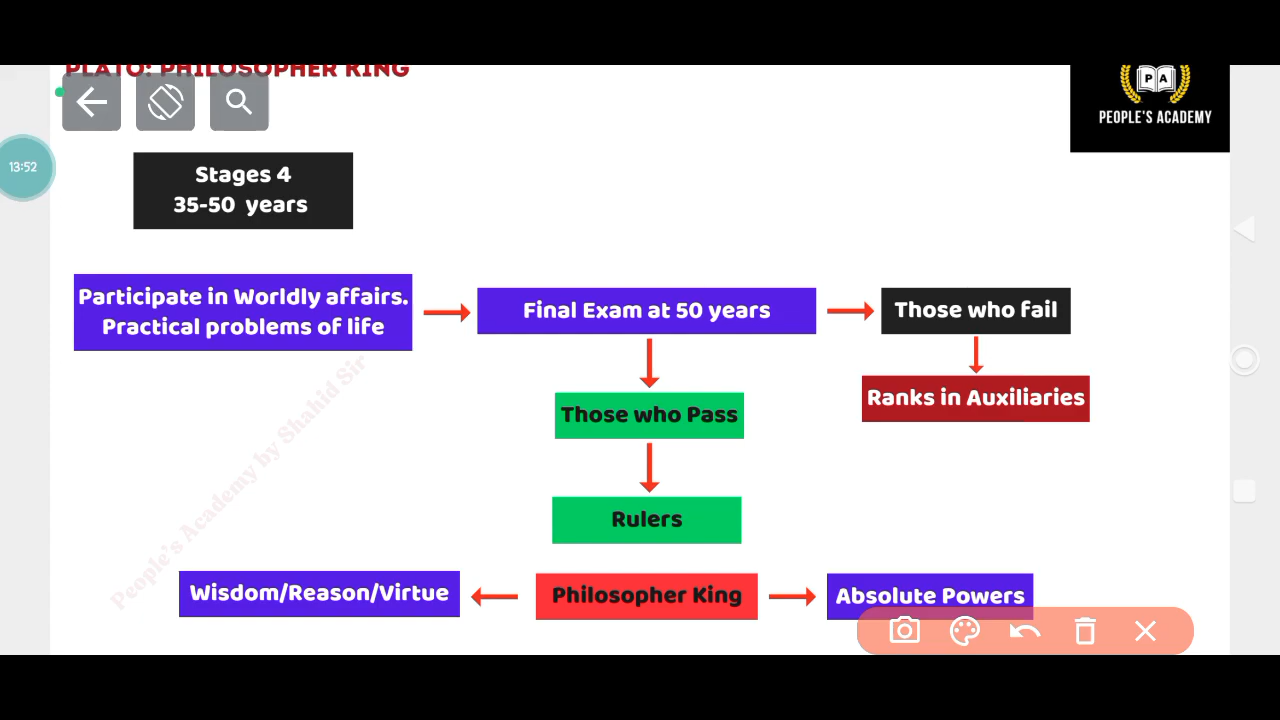 PLATO: PHILOSOPHER KING
P A
PEOPLE'S ACADEMY
13:52
Stages 4
35-50 years
Participate in Worldly affairs.
Practical problems of life
Final Exam at 50 years
Those who fail
Those who Pass
Ranks in Auxiliaries
Rulers
Wisdom/Reason/Virtue
Philosopher King
Absolute Powers
People's Academy by Shahid Sir